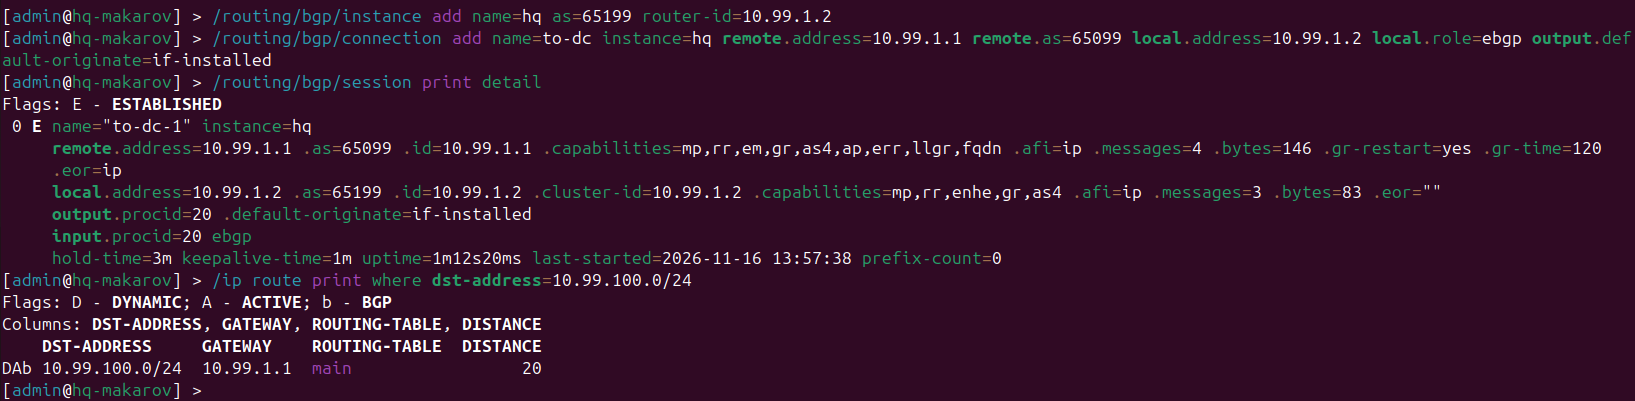 [admin@hq-makarov] > /routing/bgp/instance add name=hq as=65199 router-id=10.99.1.2
[admin@hq-makarov] > /routing/bgp/connection add name=to-dc instance=hq remote.address=10.99.1.1 remote.as=65099 local.address=10.99.1.2 local.role=ebgp output.def
ault-originate=if-installed
[admin@hq-makarov] > /routing/bgp/session print detail
Flags: E - ESTABLISHED
 0 E name="to-dc-1" instance=hq
     remote.address=10.99.1.1 .as=65099 .id=10.99.1.1 .capabilities=mp,rr,em,gr,as4,ap,err,llgr,fqdn .afi=ip .messages=4 .bytes=146 .gr-restart=yes .gr-time=120
     .eor=ip
     local.address=10.99.1.2 .as=65199 .id=10.99.1.2 .cluster-id=10.99.1.2 .capabilities=mp,rr,enhe,gr,as4 .afi=ip .messages=3 .bytes=83 .eor=""
     output.procid=20 .default-originate=if-installed
     input.procid=20 ebgp
     hold-time=3m keepalive-time=1m uptime=1m12s20ms last-started=2026-11-16 13:57:38 prefix-count=0
[admin@hq-makarov] > /ip route print where dst-address=10.99.100.0/24
Flags: D - DYNAMIC; A - ACTIVE; b - BGP
Columns: DST-ADDRESS, GATEWAY, ROUTING-TABLE, DISTANCE
    DST-ADDRESS     GATEWAY    ROUTING-TABLE  DISTANCE
DAb 10.99.100.0/24  10.99.1.1  main                 20
[admin@hq-makarov] >